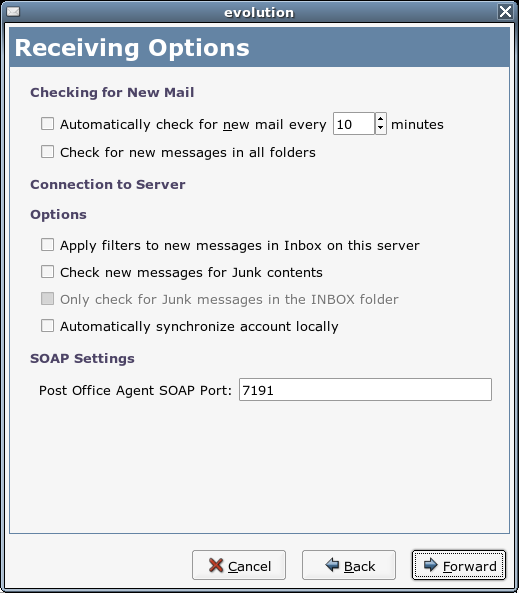 evolution
Receiving Options
Checking for New Mail
Automatically check for new mail every 10 minutes
Check for new messages in all folders
Connection to Server
Options
Apply filters to new messages in Inbox on this server
Check new messages for Junk contents
Only check for Junk messages in the INBOX folder
Automatically synchronize account locally
SOAP Settings
Post Office Agent SOAP Port: 7191
Cancel Back Forward